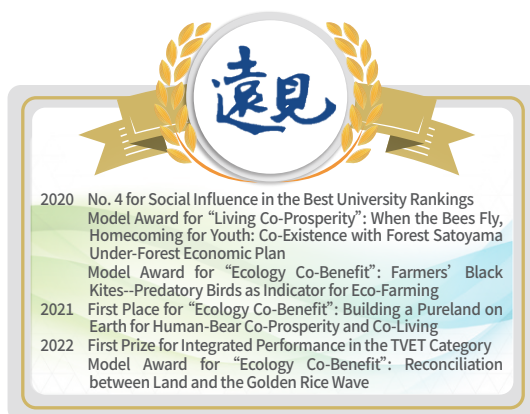 遠見
2020 No. 4 for Social Influence in the Best University Rankings
Model Award for “Living Co-Prosperity”: When the Bees Fly,
Homecoming for Youth: Co-Existence with Forest Satoyama
Under-Forest Economic Plan
Model Award for “Ecology Co-Benefit”: Farmers’ Black
Kites--Predatory Birds as Indicator for Eco-Farming
2021 First Place for “Ecology Co-Benefit”: Building a Pureland on
Earth for Human-Bear Co-Prosperity and Co-Living
2022 First Prize for Integrated Performance in the TVET Category
Model Award for “Ecology Co-Benefit”: Reconciliation
between Land and the Golden Rice Wave